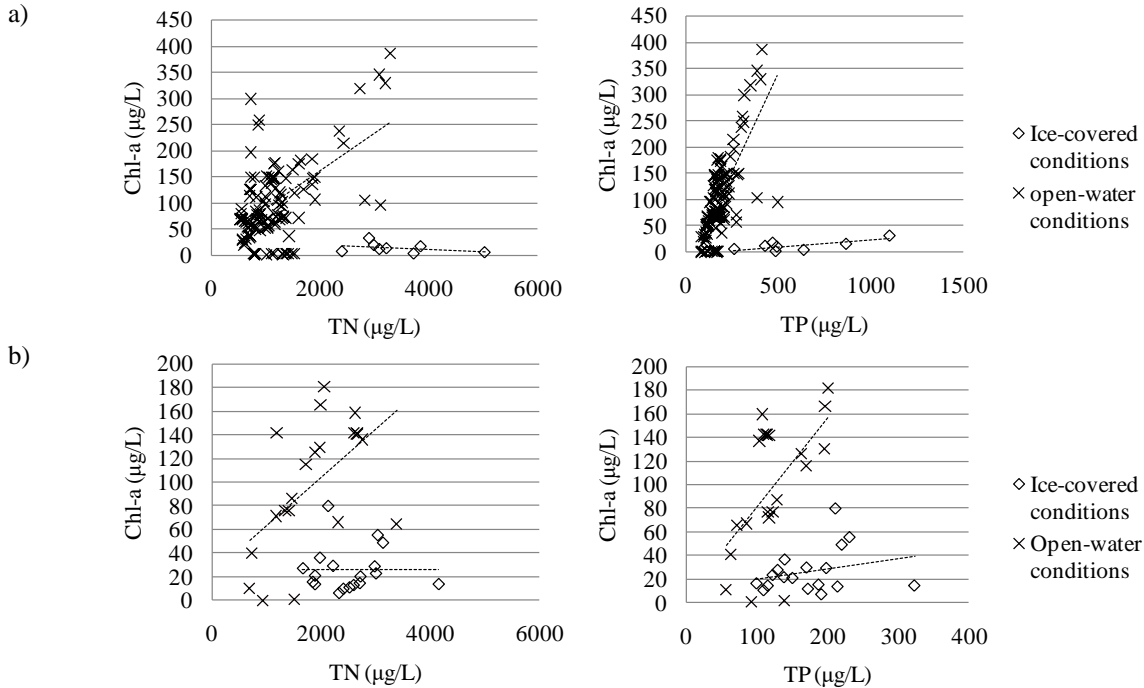 a)
450
400
350
300
250
200
150
100
50
0
Chl-a (µg/L)
0 2000 4000 6000
TN (µg/L)
450
400
350
300
250
200
150
100
50
0
Chl-a (µg/L)
0 500 1000 1500
TP (µg/L)
Ice-covered
conditions
open-water
conditions
b)
200
180
160
140
120
100
80
60
40
20
0
Chl-a (µg/L)
0 2000 4000 6000
TN (µg/L)
200
180
160
140
120
100
80
60
40
20
0
Chl-a (µg/L)
0 100 200 300 400
TP (µg/L)
Ice-covered
conditions
Open-water
conditions